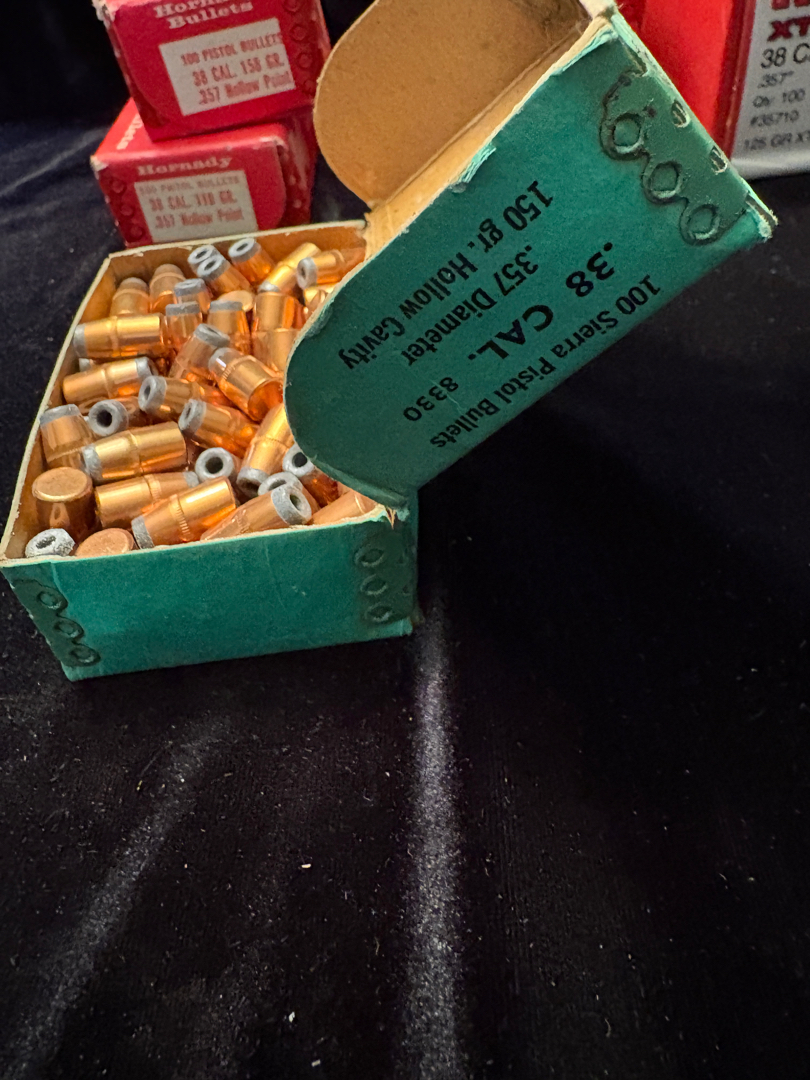 Hornady
Bullets
100 PISTOL BULLETS
38 CAL. 158 GR.
.357 Hollow Point
Hornady
100 PISTOL BULLETS
38 CAL. 110 GR.
.357 Hollow Point
XT
38 C
.357"
Qty. 100
#35710
125 GR X
100 Sierra Pistol Bullets
.38 CAL. 8330
.357 Diameter
150 gr. Hollow Cavity